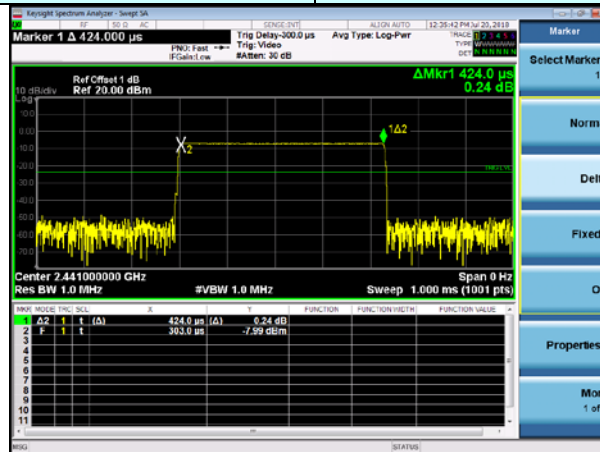 Keysight Spectrum Analyzer - Swept SA
RF 50 Ω AC SENSE:INT ALIGN AUTO 12:35:42 PM Jul 20, 2018
Marker 1 Δ 424.000 µs
PNO: Fast
IFGain:Low
Trig Delay-300.0 µs
Trig: Video
#Atten: 30 dB
Avg Type: Log-Pwr
TRACE 1 2 3 4 5 6
TYPE WWWWWW
DET N N N N N N
Ref Offset 1 dB
10 dB/div Ref 20.00 dBm
Log
ΔMkr1 424.0 µs
0.24 dB
10.0
0.00
-10.0
-20.0
-30.0
-40.0
-50.0
-60.0
-70.0
X2
1Δ2
Center 2.441000000 GHz
Res BW 1.0 MHz
#VBW 1.0 MHz
Span 0 Hz
Sweep 1.000 ms (1001 pts)
MKR MODE TRC SCL X Y FUNCTION FUNCTION WIDTH FUNCTION VALUE
1 Δ2 1 t (Δ) 424.0 µs (Δ) 0.24 dB
2 F 1 t 303.0 µs -7.99 dBm
3
4
5
6
7
8
9
10
11
MSG STATUS
Marker
Select Marker
1
Norm
Delt
Fixed
O
Properties
Mor
1 of